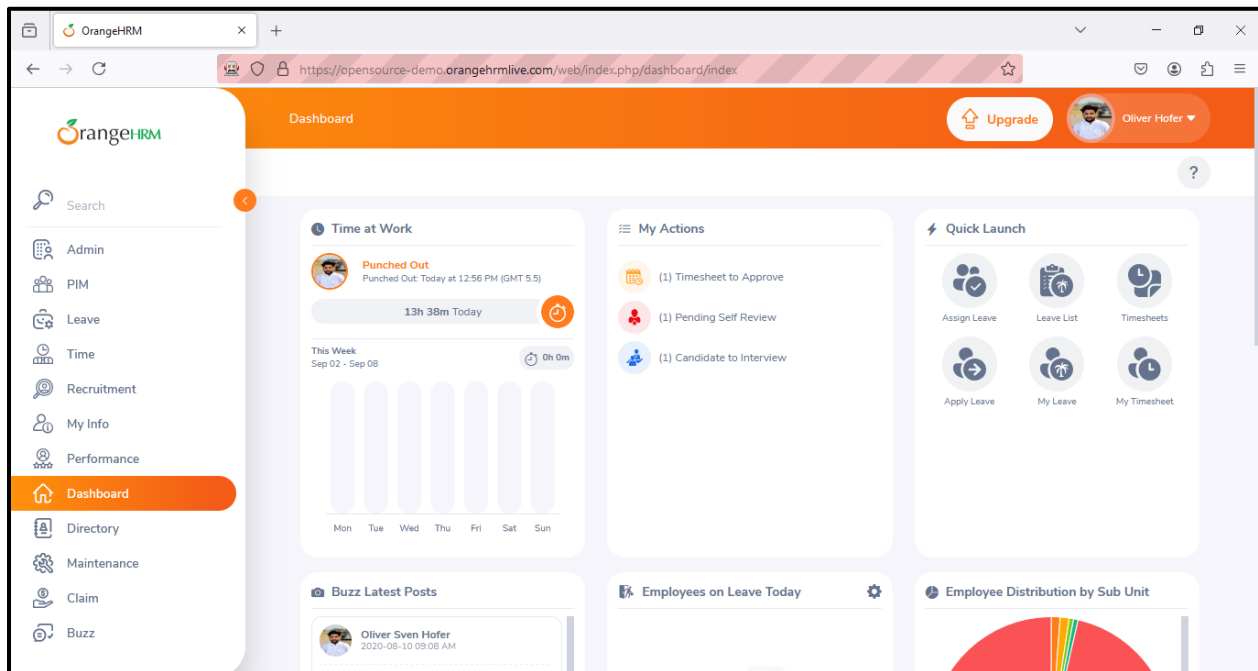 OrangeHRM
https://opensource-demo.orangehrmlive.com/web/index.php/dashboard/index
OrangeHRM
Dashboard
Upgrade
Oliver Hofer
?
Search
Admin
PIM
Leave
Time
Recruitment
My Info
Performance
Dashboard
Directory
Maintenance
Claim
Buzz
Time at Work
Punched Out
Punched Out: Today at 12:56 PM (GMT 5.5)
13h 38m Today
This Week
Sep 02 - Sep 08
0h 0m
Mon Tue Wed Thu Fri Sat Sun
My Actions
(1) Timesheet to Approve
(1) Pending Self Review
(1) Candidate to Interview
Quick Launch
Assign Leave Leave List Timesheets
Apply Leave My Leave My Timesheet
Buzz Latest Posts
Oliver Sven Hofer
2020-08-10 09:08 AM
Employees on Leave Today
Employee Distribution by Sub Unit